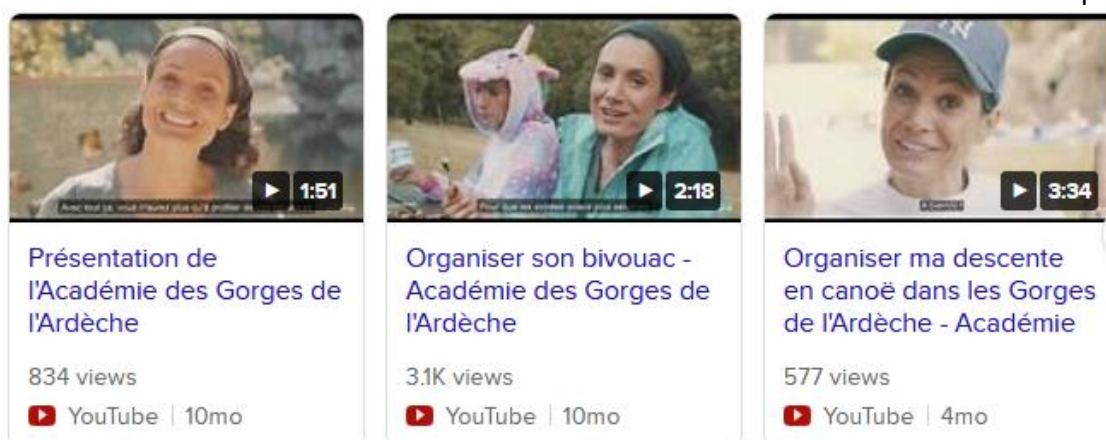 1:51
Présentation de
l'Académie des Gorges de
l'Ardèche
834 views
YouTube | 10mo
2:18
Organiser son bivouac -
Académie des Gorges de
l'Ardèche
3.1K views
YouTube | 10mo
3:34
Organiser ma descente
en canoë dans les Gorges
de l'Ardèche - Académie
577 views
YouTube | 4mo